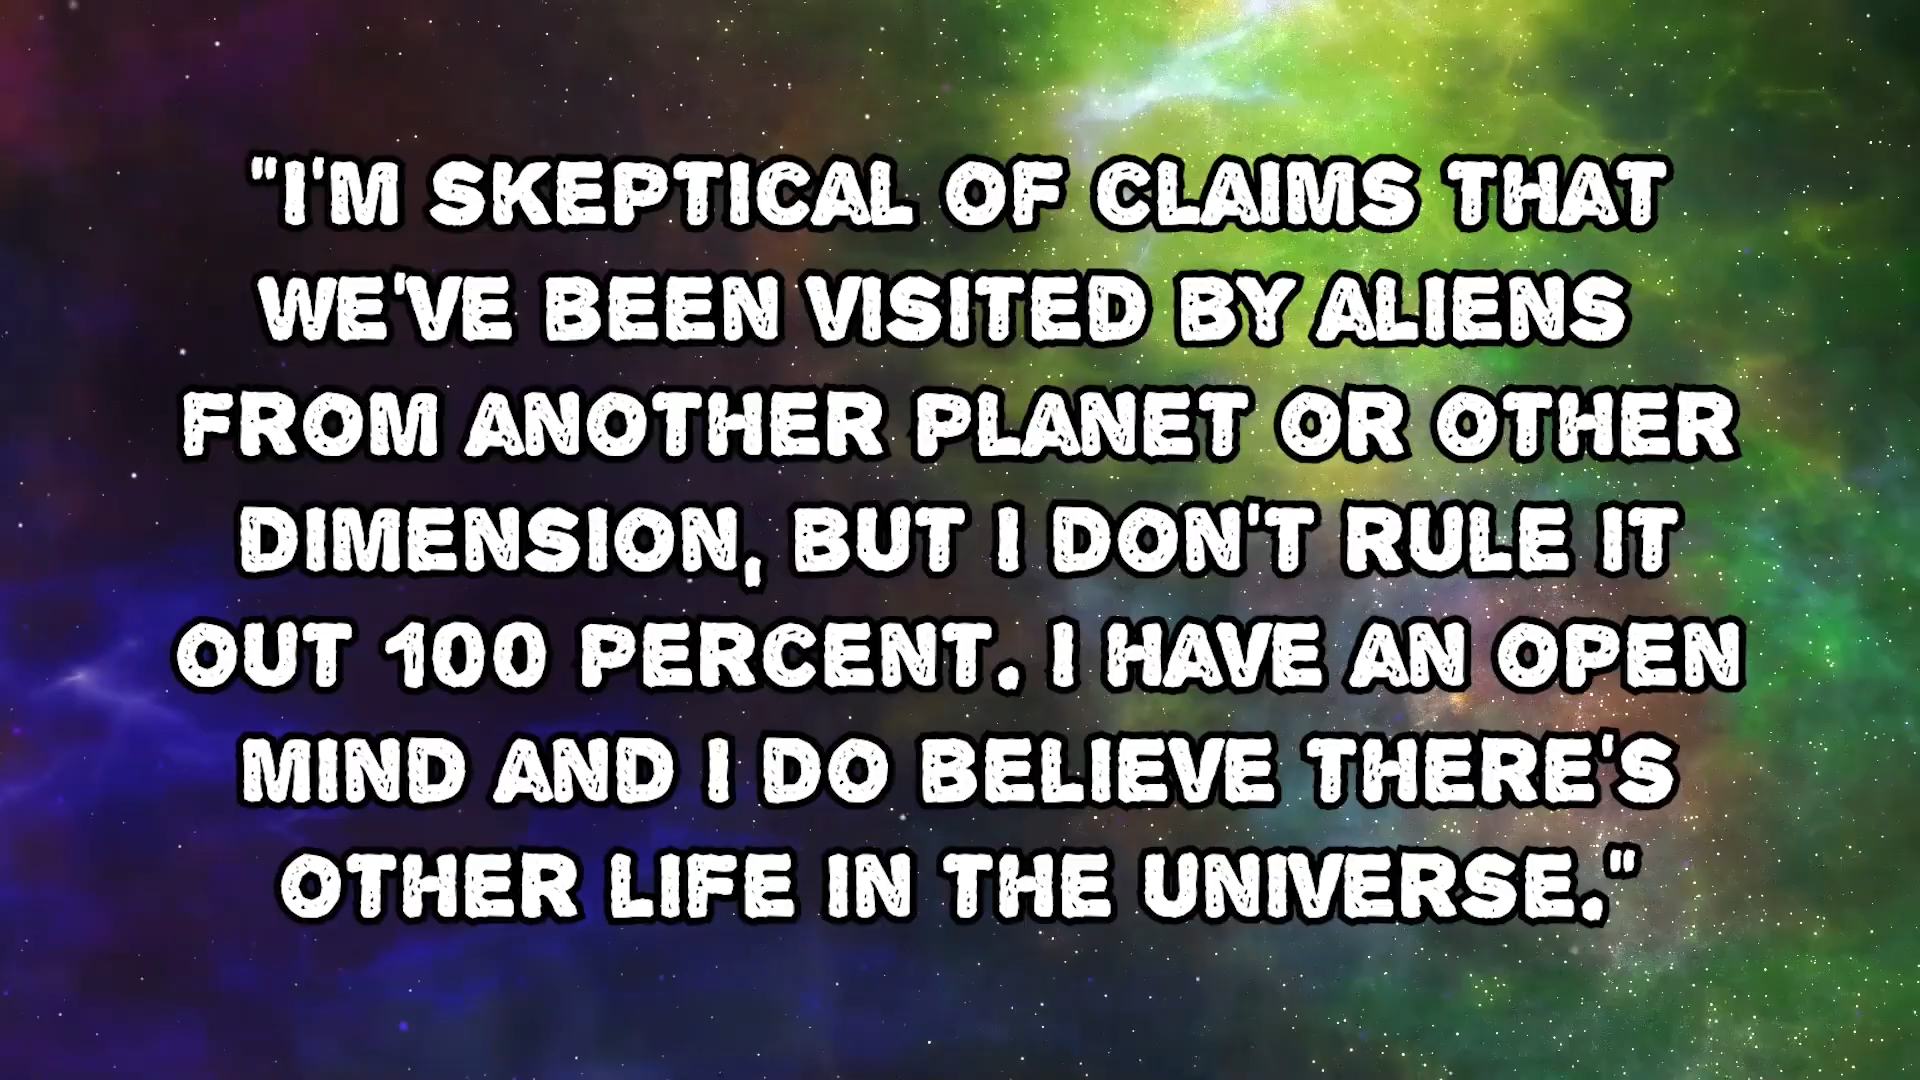 "I'M SKEPTICAL OF CLAIMS THAT
WE'VE BEEN VISITED BY ALIENS
FROM ANOTHER PLANET OR OTHER
DIMENSION, BUT I DON'T RULE IT
OUT 100 PERCENT. I HAVE AN OPEN
MIND AND I DO BELIEVE THERE'S
OTHER LIFE IN THE UNIVERSE."